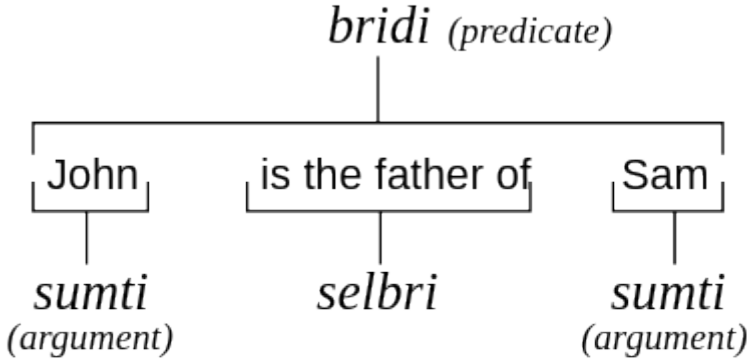 bridi (predicate)
John is the father of Sam
sumti selbri sumti
(argument) (argument)